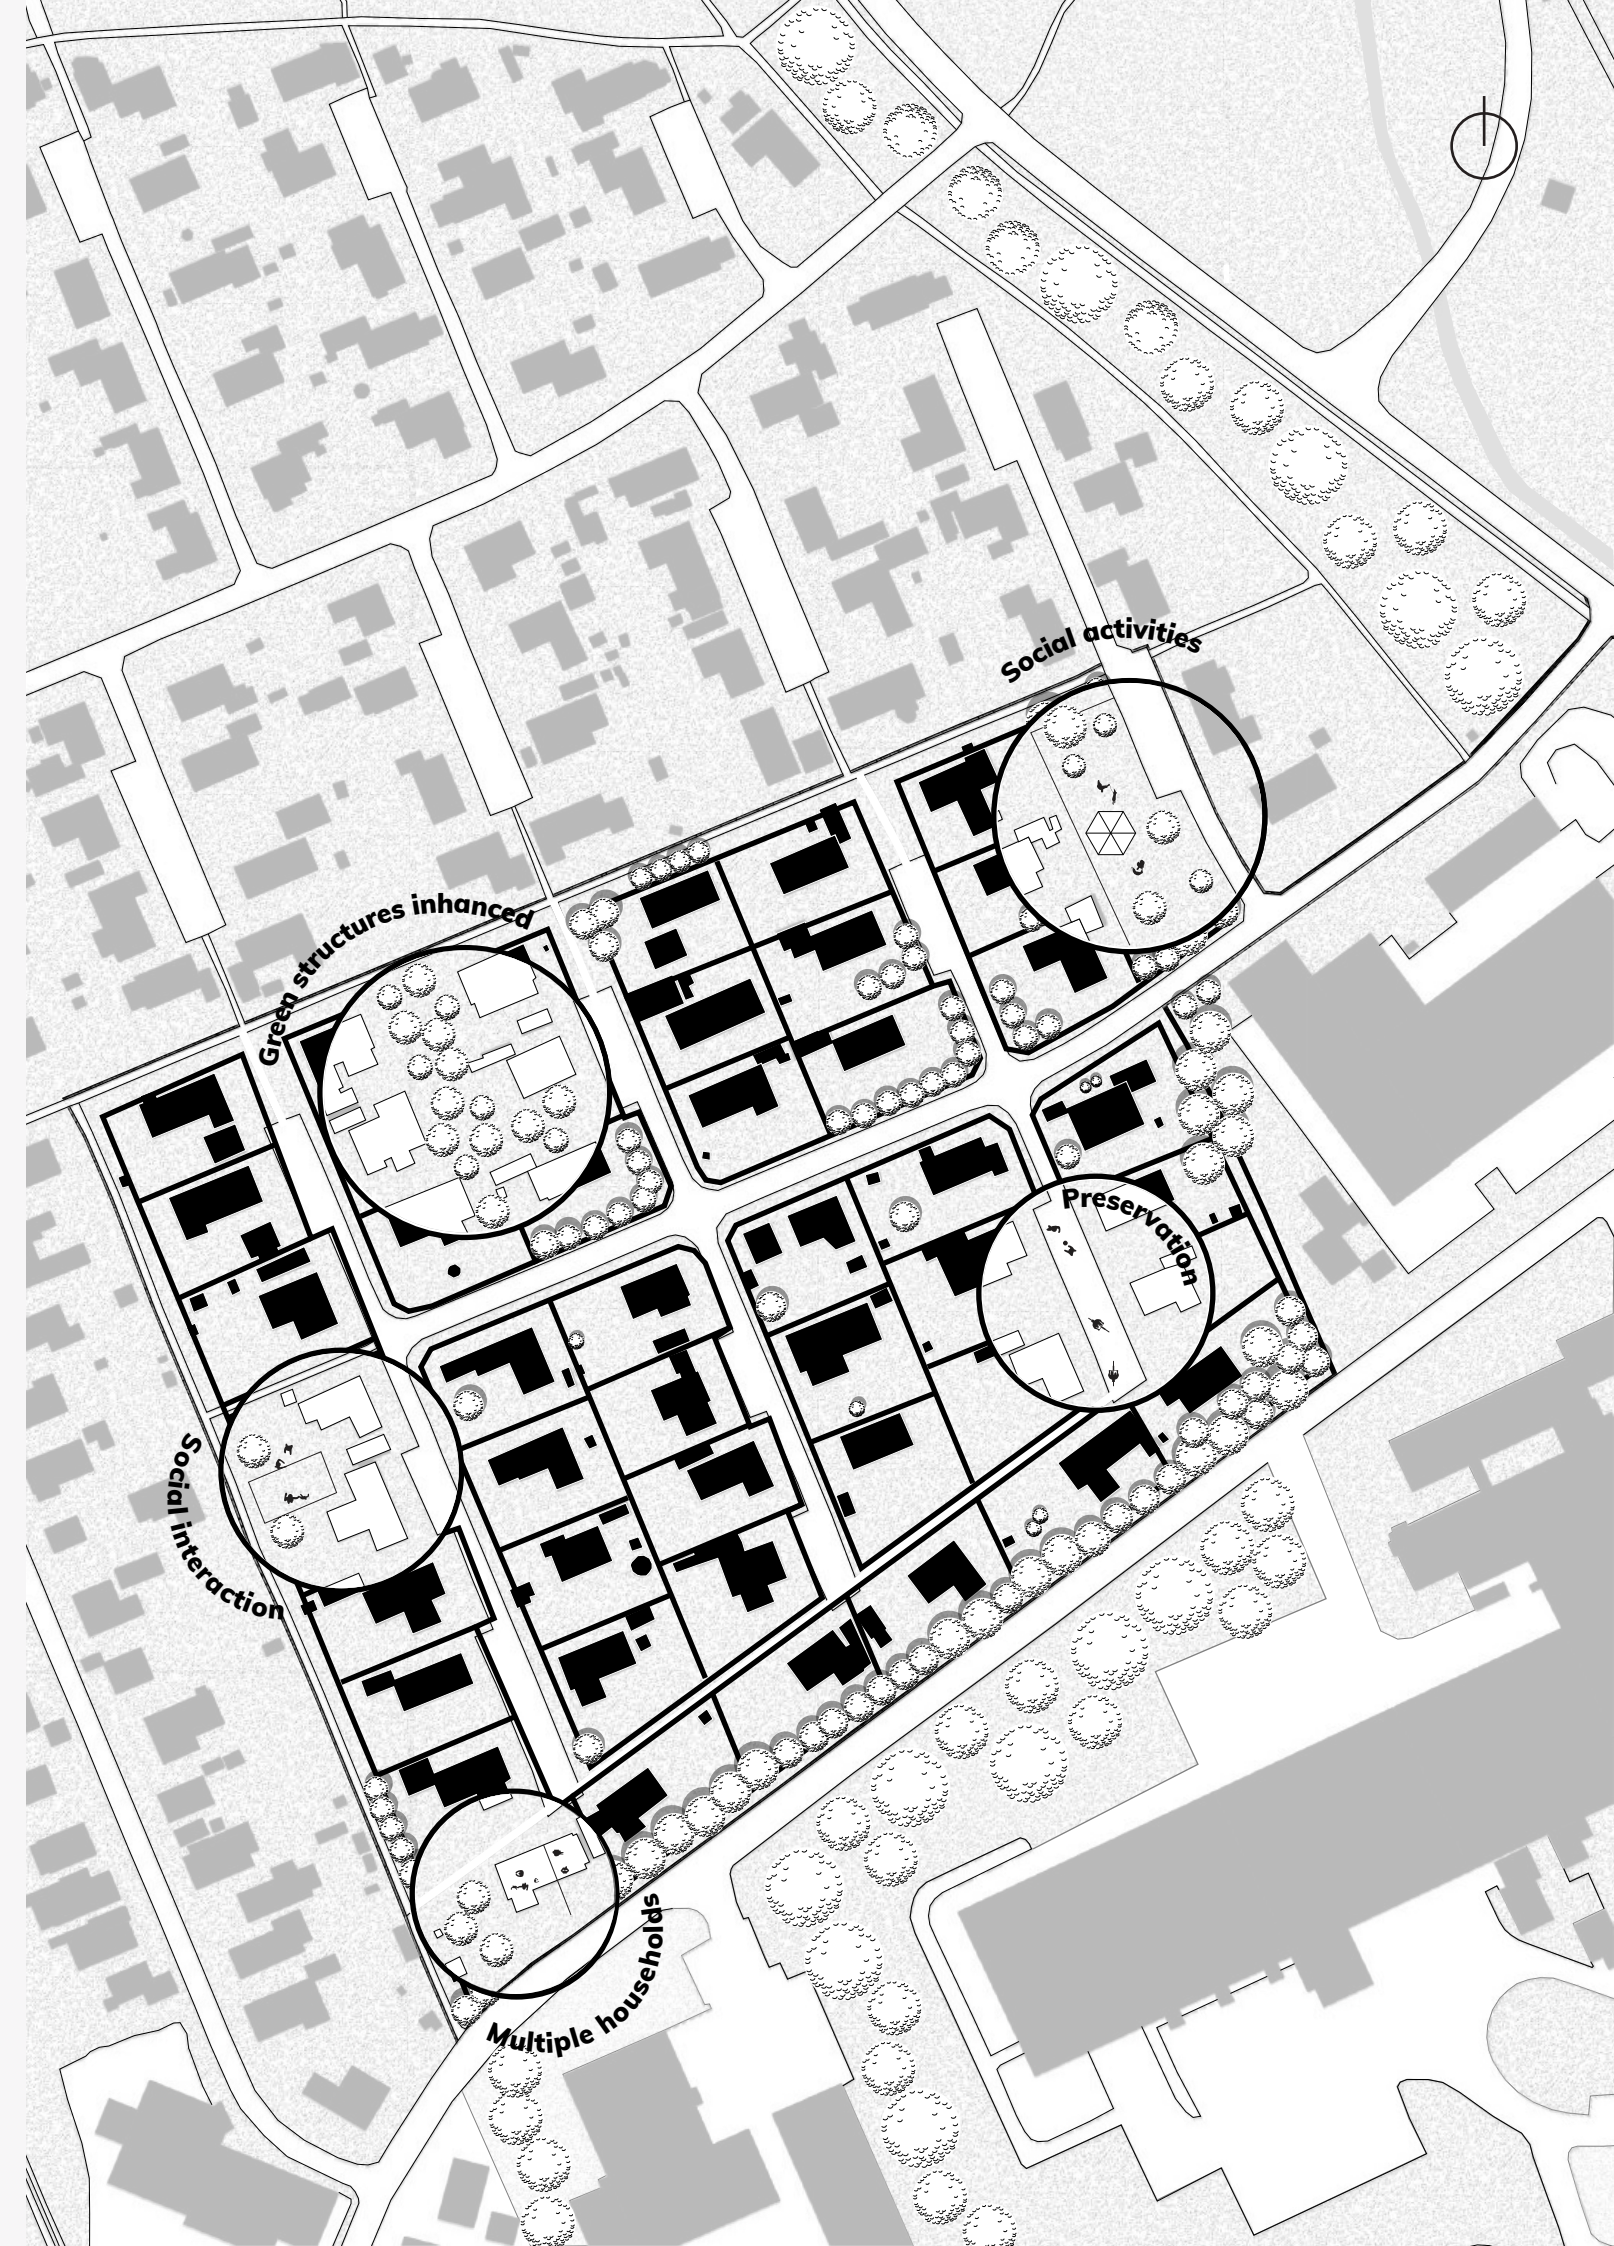 Social activities
Green structures inhanced
Preservation
Social interaction
Multiple households